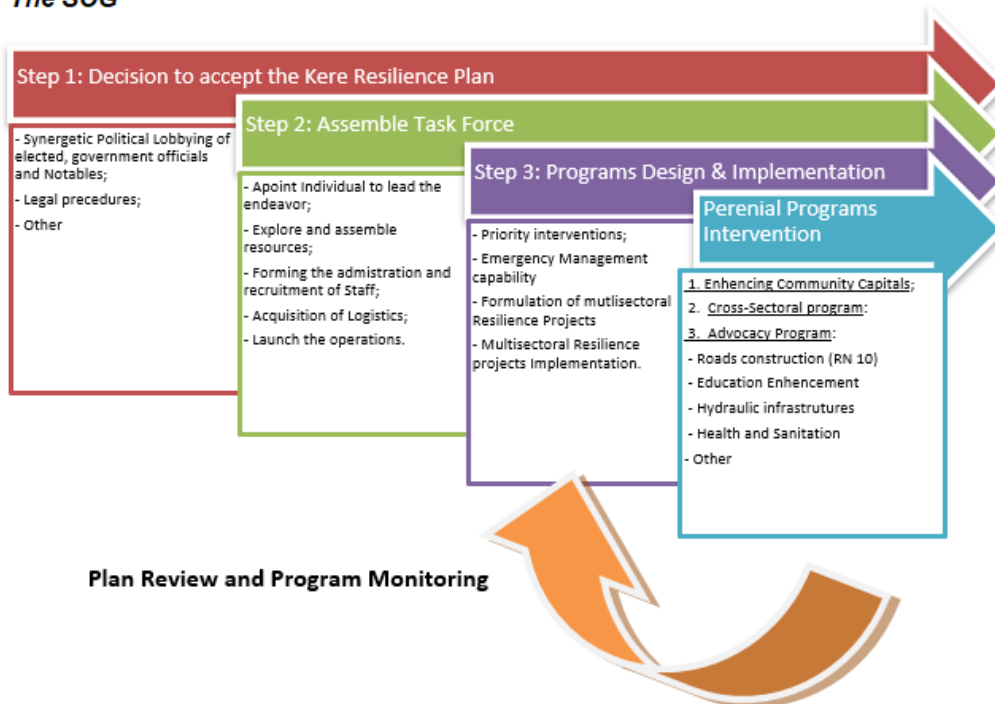 The SOG
Step 1: Decision to accept the Kere Resilience Plan
- Synergetic Political Lobbying of
elected, government officials
and Notables;
- Legal precedures;
- Other
Step 2: Assemble Task Force
- Apoint Individual to lead the
endeavor;
- Explore and assemble
resources;
- Forming the admistration and
recruitment of Staff;
- Acquisition of Logistics;
- Launch the operations.
Step 3: Programs Design & Implementation
- Priority interventions;
- Emergency Management
capability
- Formulation of mutlisectoral
Resilience Projects
- Multisectoral Resilience
projects Implementation.
Perenial Programs
Intervention
1. Enhancing Community Capitals;
2. Cross-Sectoral program:
3. Advocacy Program:
- Roads construction (RN 10)
- Education Enhencement
- Hydraulic infrastrutures
- Health and Sanitation
- Other
Plan Review and Program Monitoring